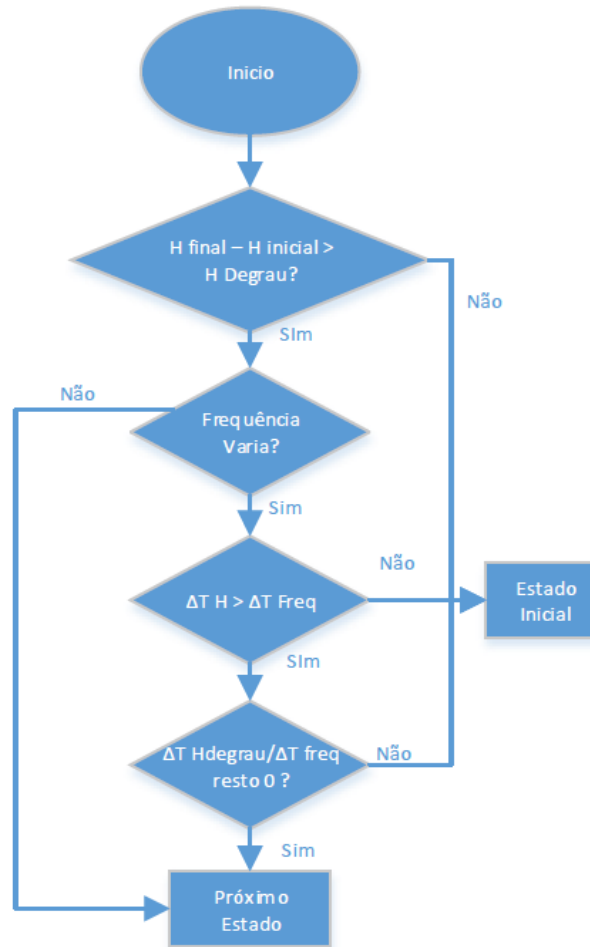 Inicio
H final – H inicial >
H Degrau?
Não
SIm
Não
Frequência
Varia?
Sim
Não
ΔT H > ΔT Freq
Estado
Inicial
SIm
ΔT Hdegrau/ΔT freq
resto 0 ?
Não
Sim
Próximo
Estado